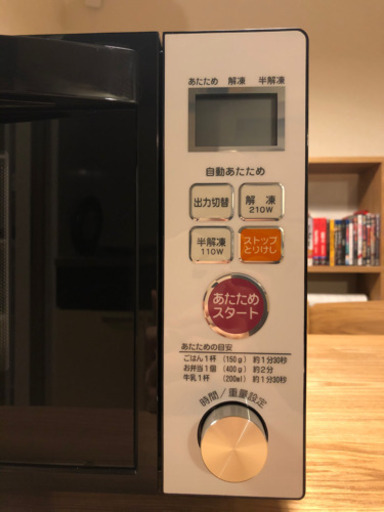 あたため 解凍 半解凍
自動あたため
出力切替
解凍
210W
半解凍
110W
ストップ
とりけし
あたため
スタート
あたための目安
ごはん1杯 (150g) 約1分30秒
お弁当1個 (400g) 約2分
牛乳1杯 (200㎖) 約1分30秒
時間/重量設定